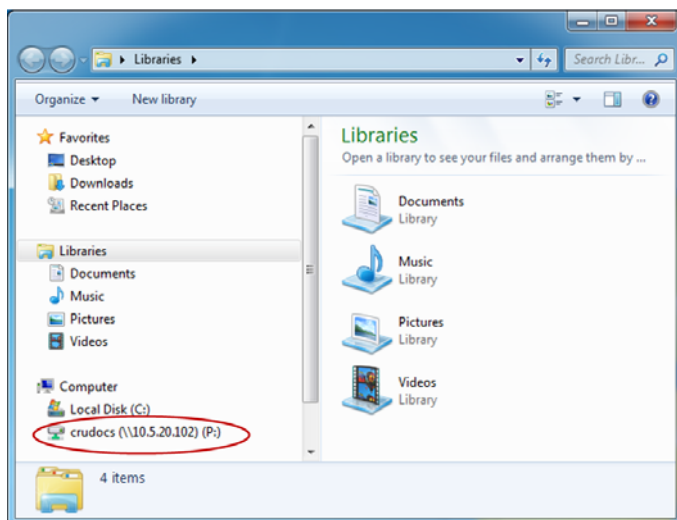 Libraries
Search Libr...
Organize
New library
Favorites
Desktop
Downloads
Recent Places
Libraries
Documents
Music
Pictures
Videos
Computer
Local Disk (C:)
crudocs (\\10.5.20.102) (P:)
Libraries
Open a library to see your files and arrange them by ...
Documents
Library
Music
Library
Pictures
Library
Videos
Library
4 items